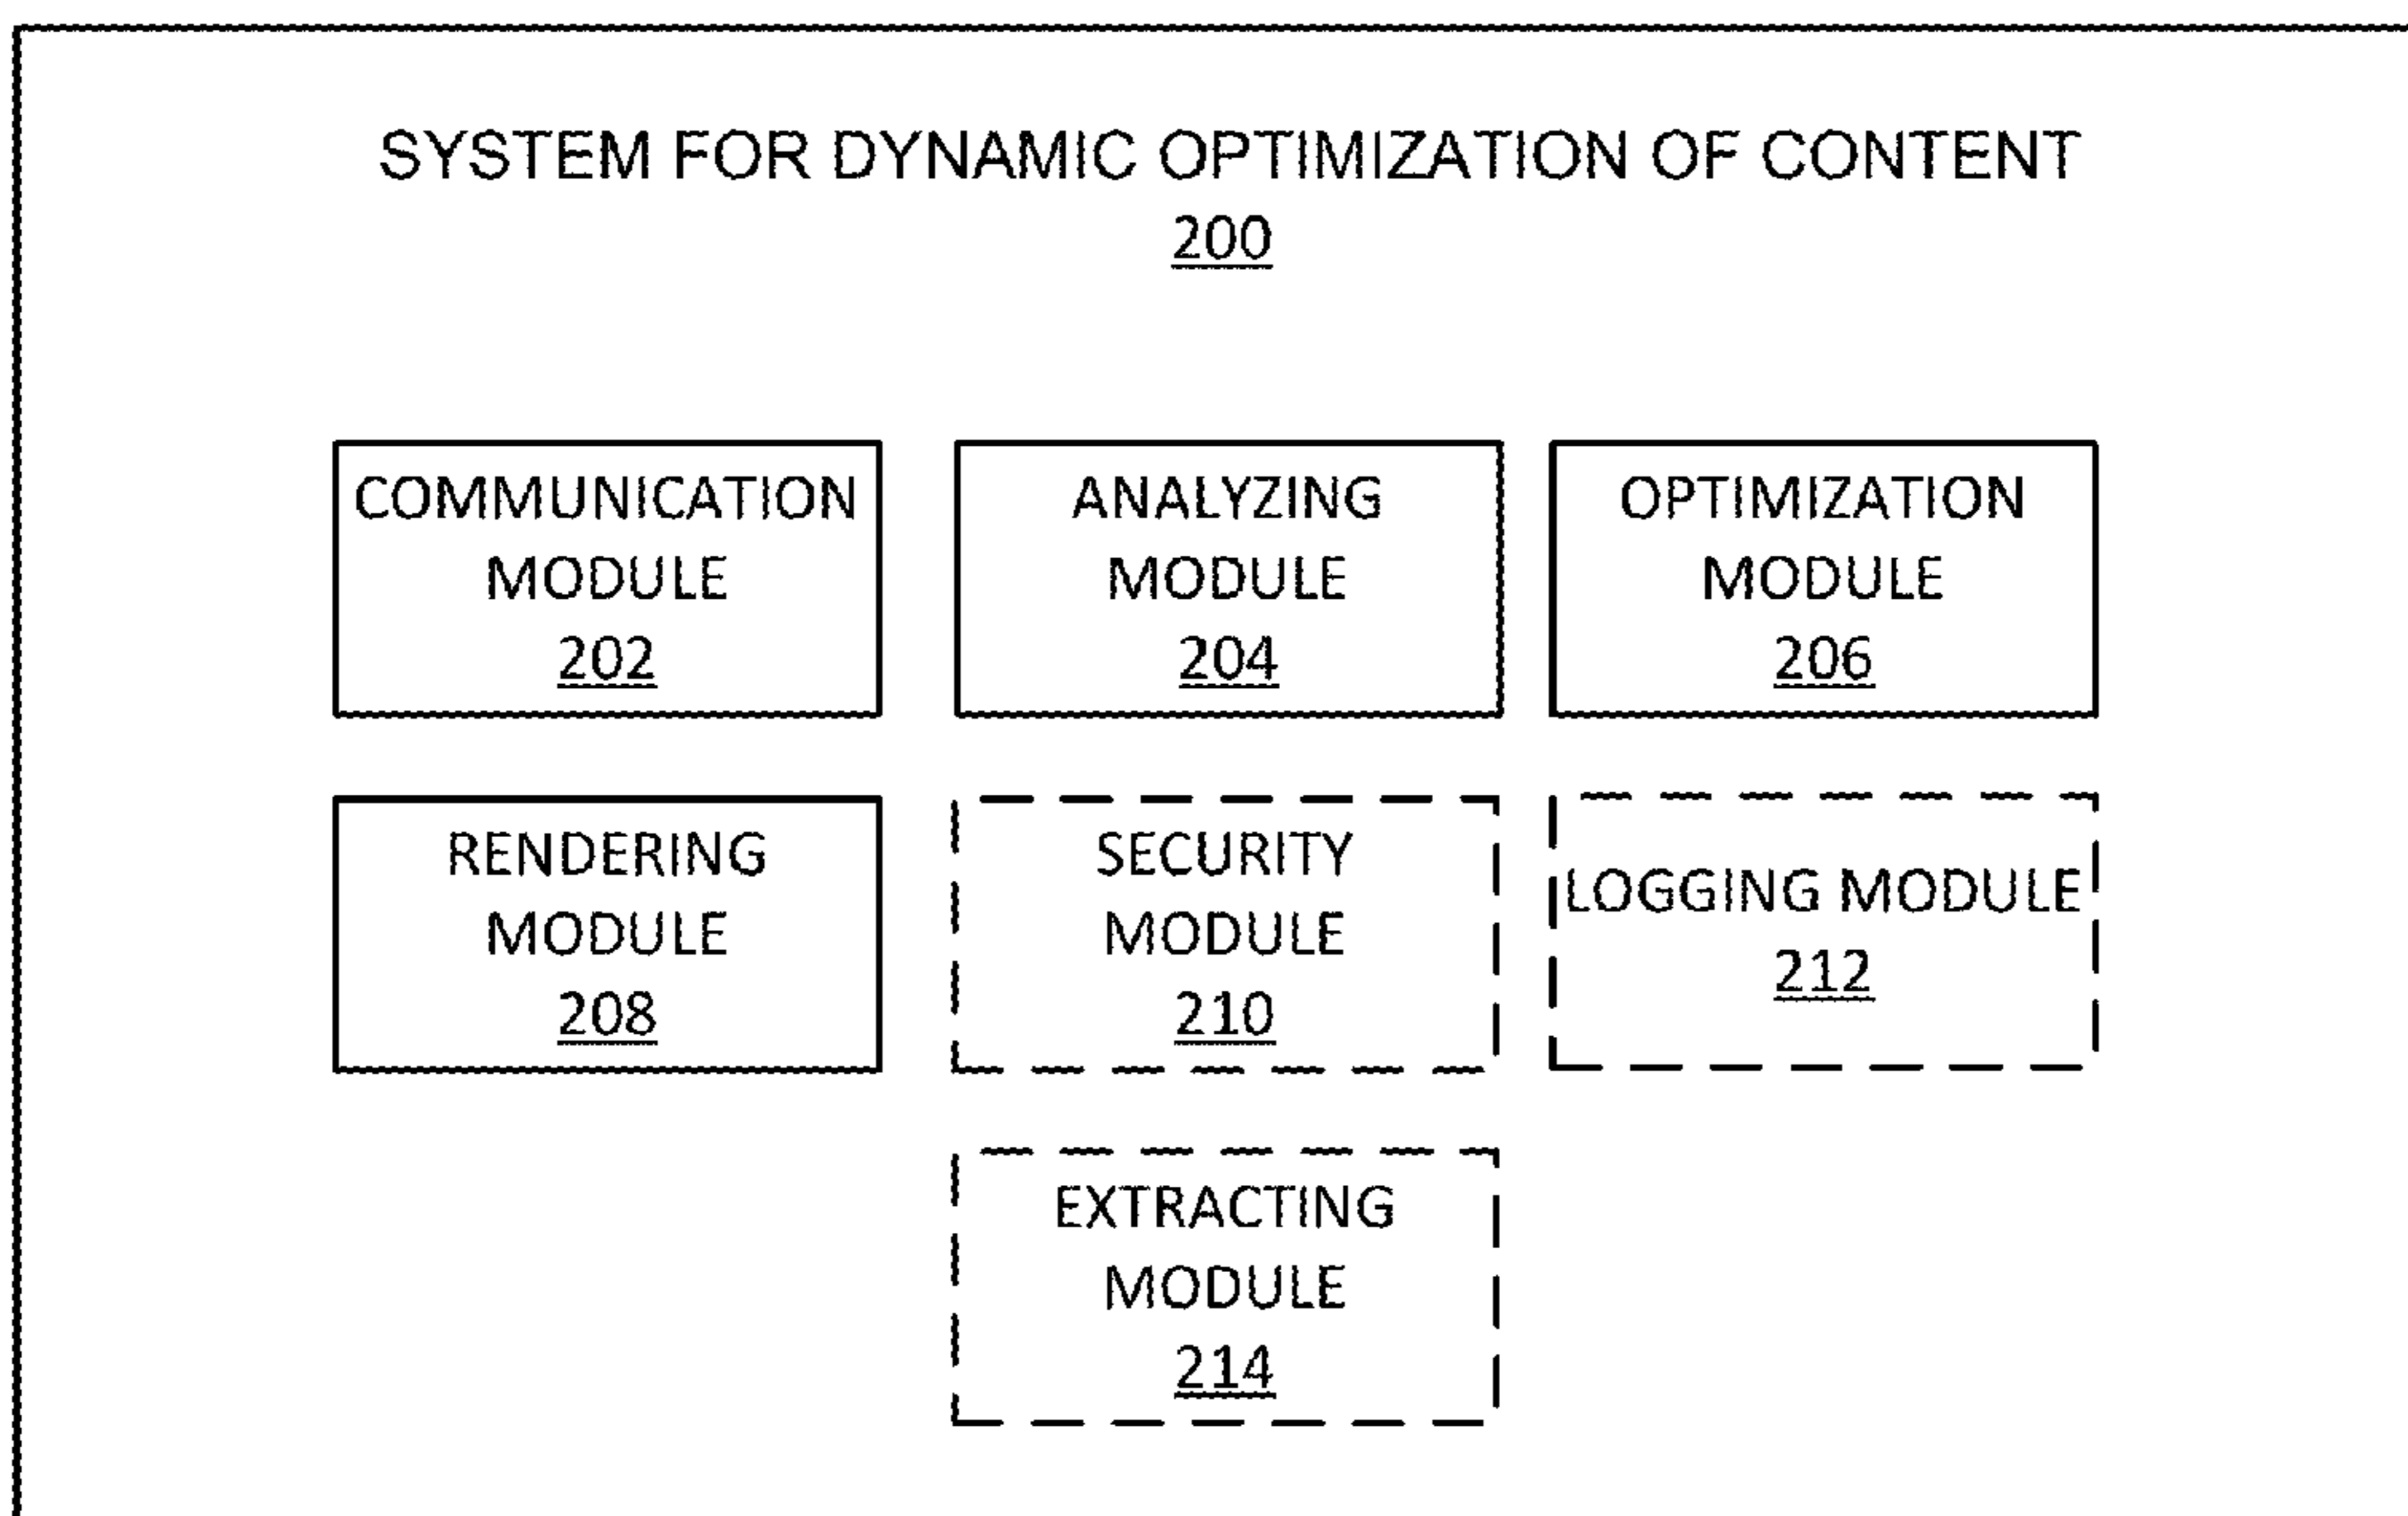 SYSTEM FOR DYNAMIC OPTIMIZATION OF CONTENT
200
COMMUNICATION
MODULE
202
ANALYZING
MODULE
204
OPTIMIZATION
MODULE
206
RENDERING
MODULE
208
SECURITY
MODULE
210
LOGGING MODULE
212
EXTRACTING
MODULE
214